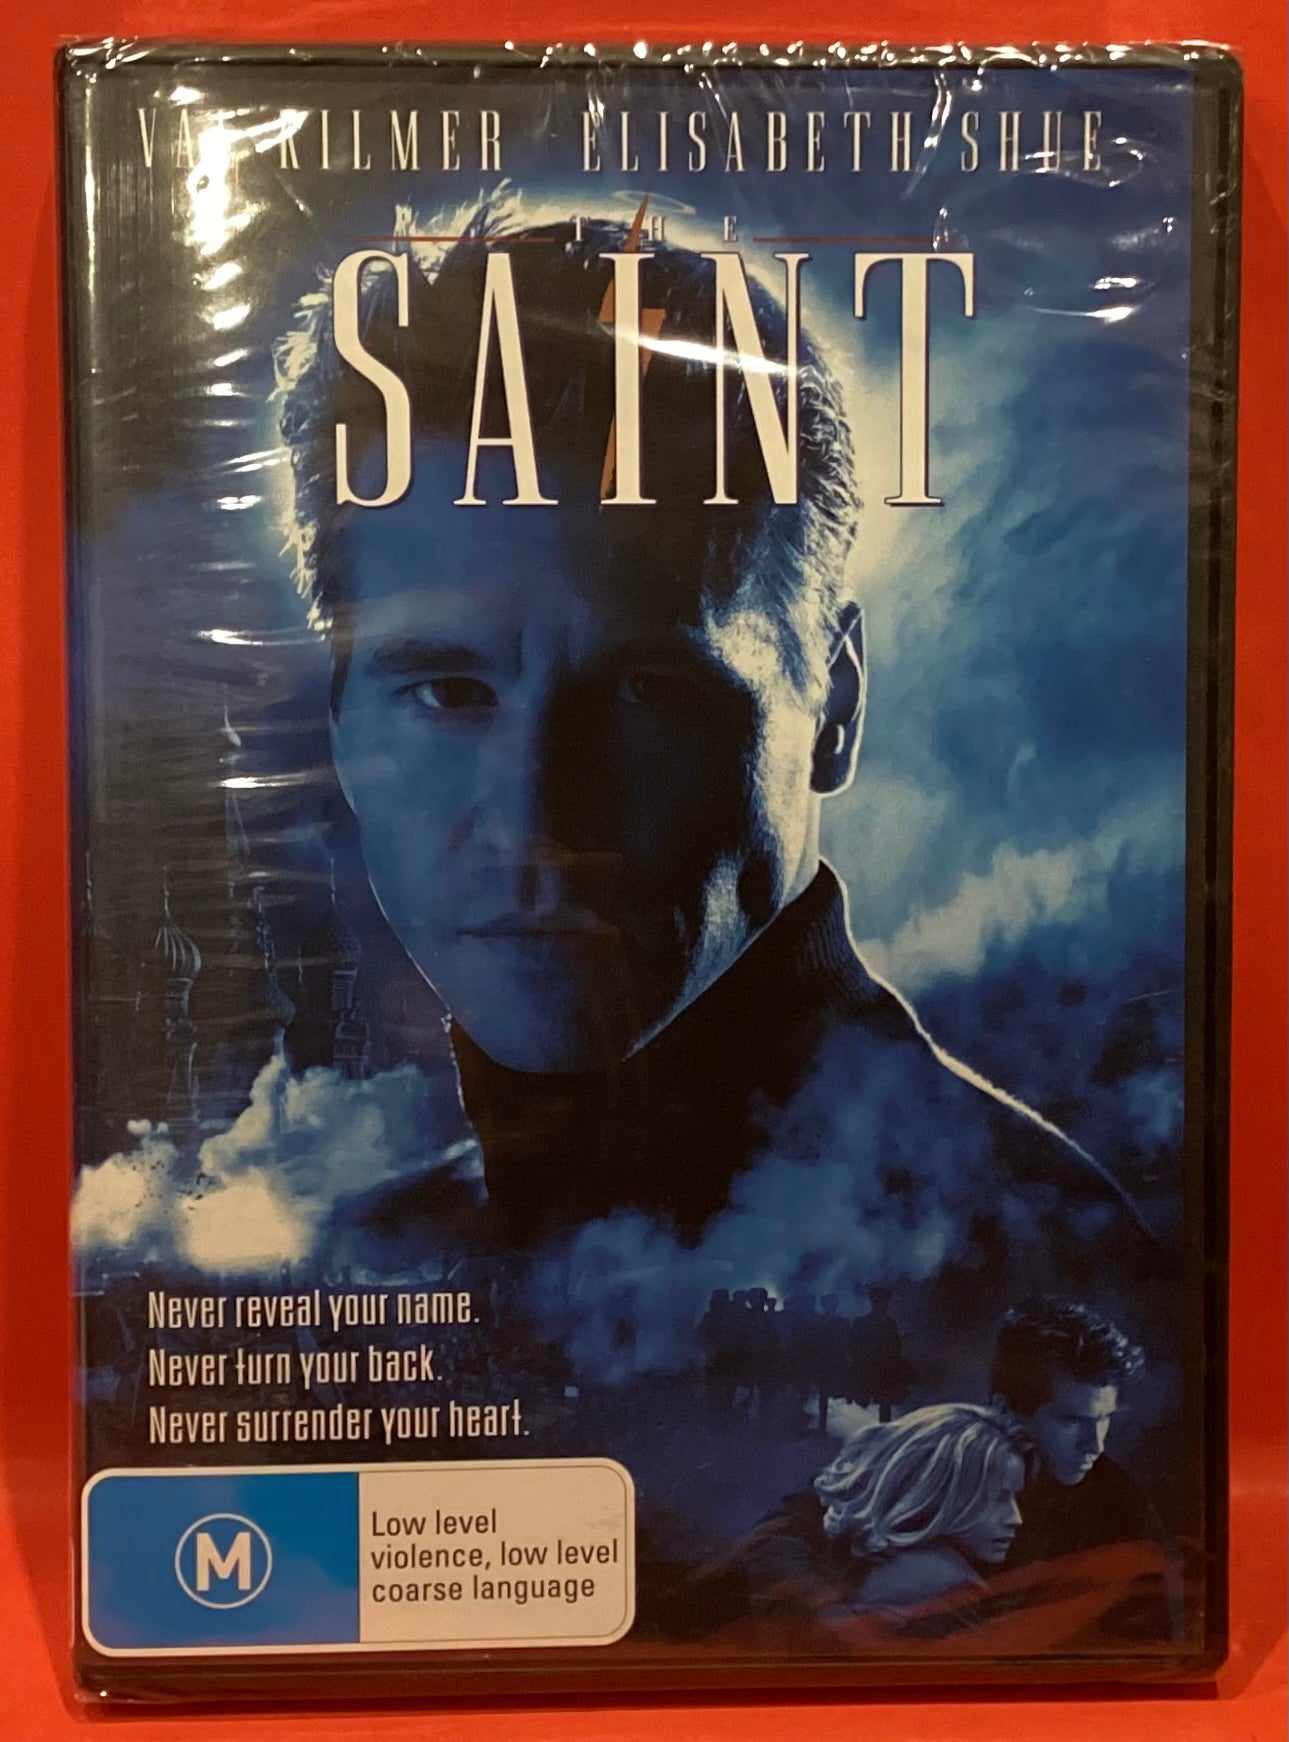 VAL KILMER ELISABETH SHUE
THE
SAINT
Never reveal your name.
Never turn your back.
Never surrender your heart.
M
Low level
violence, low level
coarse language